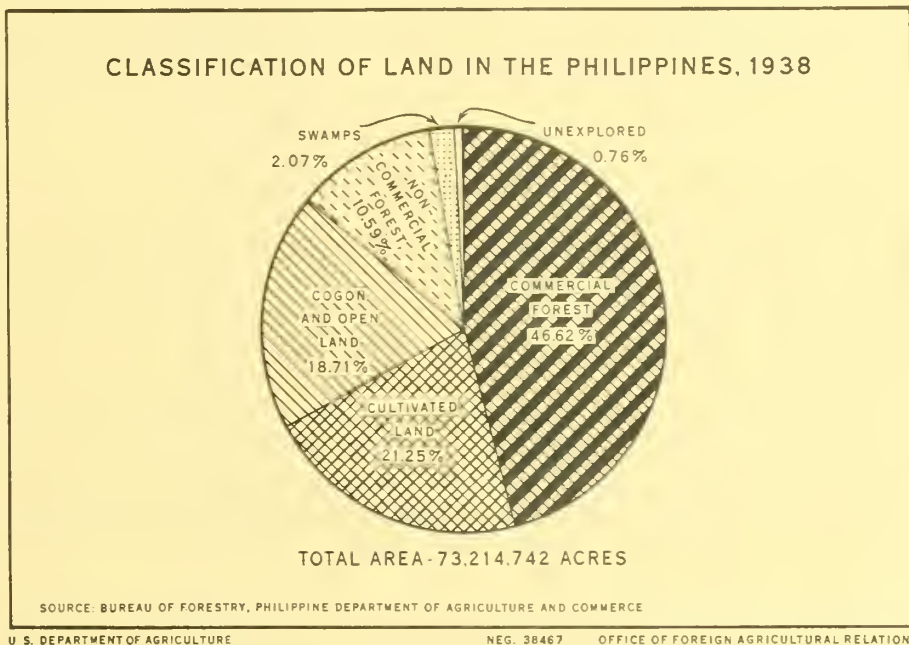 CLASSIFICATION OF LAND IN THE PHILIPPINES, 1938
SWAMPS
2.07%
UNEXPLORED
0.76%
NON
COMMERCIAL
FOREST
10.59%
COMMERCIAL
FOREST
46.62%
COGON
AND OPEN
LAND
18.71%
CULTIVATED
LAND
21.25%
TOTAL AREA-73,214,742 ACRES
SOURCE: BUREAU OF FORESTRY, PHILIPPINE DEPARTMENT OF AGRICULTURE AND COMMERCE
U S. DEPARTMENT OF AGRICULTURE NEG. 38467 OFFICE OF FOREIGN AGRICULTURAL RELATION